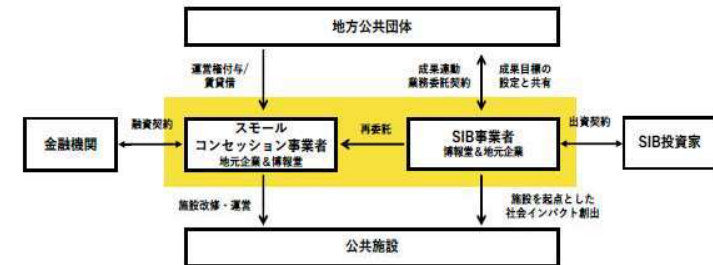 地方公共団体
運営権付与/
賃貸借
成果連動
業務委託契約
成果目標の
設定と共有
金融機関
融資契約
スモール
コンセッション事業者
地元企業&博報堂
再委託
SIB事業者
博報堂&地元企業
出資契約
SIB投資家
施設改修・運営
施設を起点とした
社会インパクト創出
公共施設